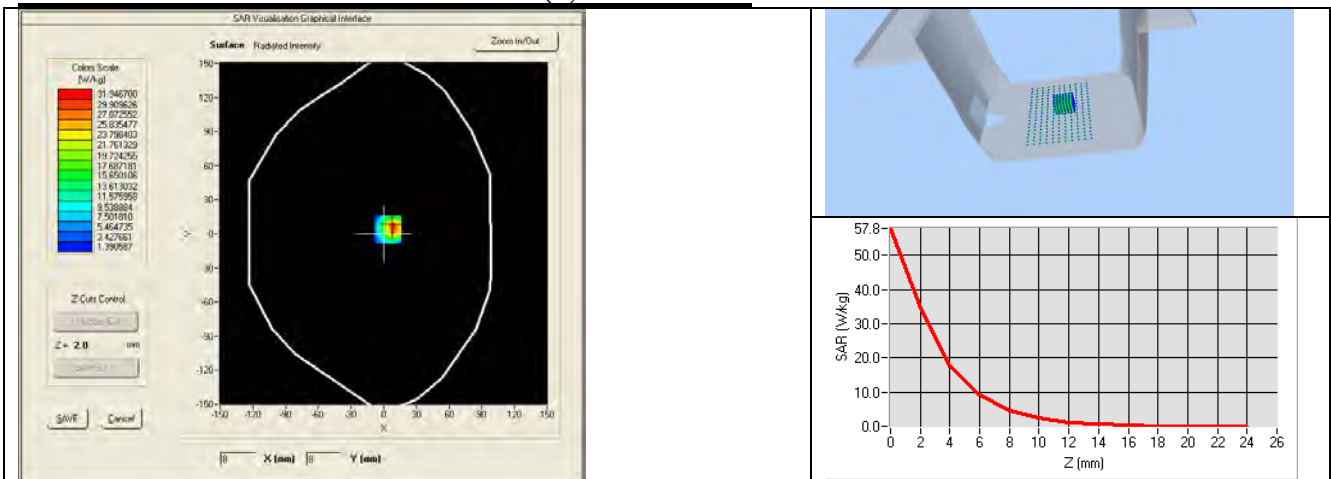 SAR Visualisation Graphical Interface
Surface Radiated Intensity
Zoom In/Out
Colors Scale
(W/kg)
31.946700
29.909626
27.872552
25.835477
23.798403
21.761329
19.724255
17.687181
15.650106
13.613032
11.575958
9.538884
7.501810
5.464735
3.427661
1.390587
150-
120-
90-
60-
30-
0-
-30-
-60-
-90-
-120-
-150-
Y
-150 -120 -90 -60 -30 0 30 60 90 120 150
X
Z Cuts Control
Z = 2.0 mm
SAVE Cancel
8 X (mm) 8 Y (mm)
57.8-
50.0-
40.0-
30.0-
20.0-
10.0-
0.0-
SAR (W/kg)
0 2 4 6 8 10 12 14 16 18 20 22 24 26
Z (mm)